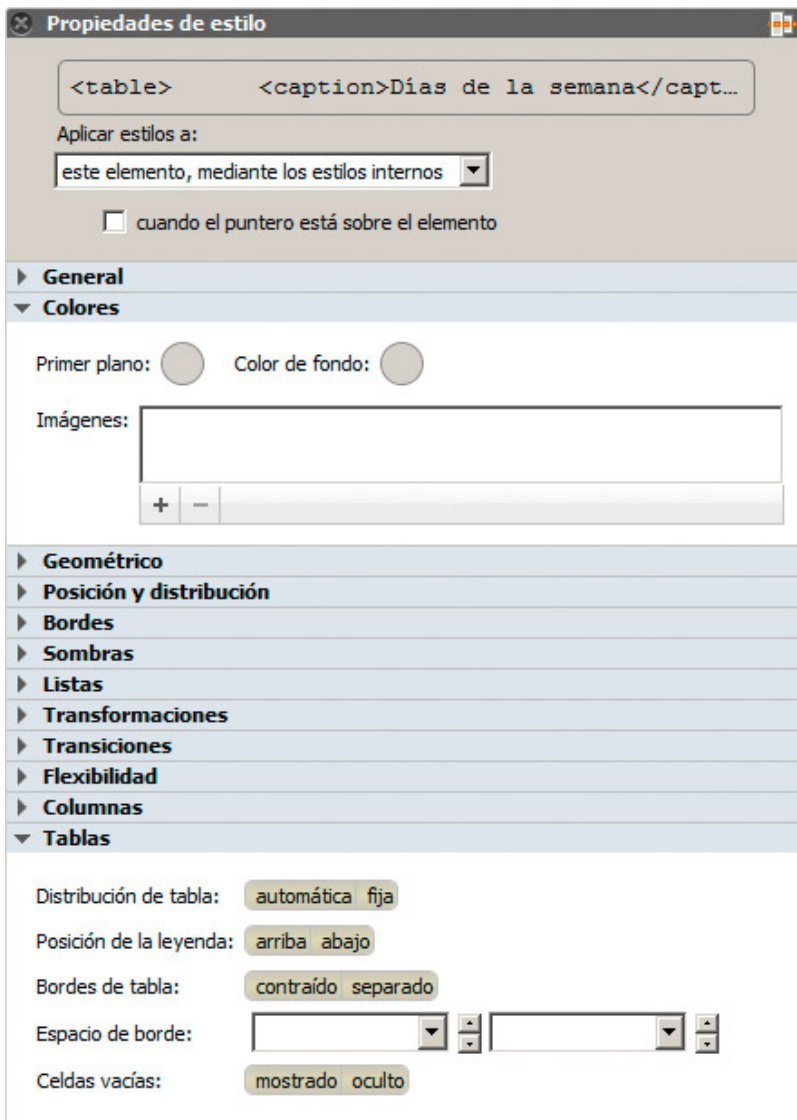 Propiedades de estilo
<table> <caption>Días de la semana</capt…
Aplicar estilos a:
este elemento, mediante los estilos internos
cuando el puntero está sobre el elemento
General
Colores
Primer plano: Color de fondo:
Imágenes:
+ −
Geométrico
Posición y distribución
Bordes
Sombras
Listas
Transformaciones
Transiciones
Flexibilidad
Columnas
Tablas
Distribución de tabla: automática fija
Posición de la leyenda: arriba abajo
Bordes de tabla: contraído separado
Espacio de borde:
Celdas vacías: mostrado oculto